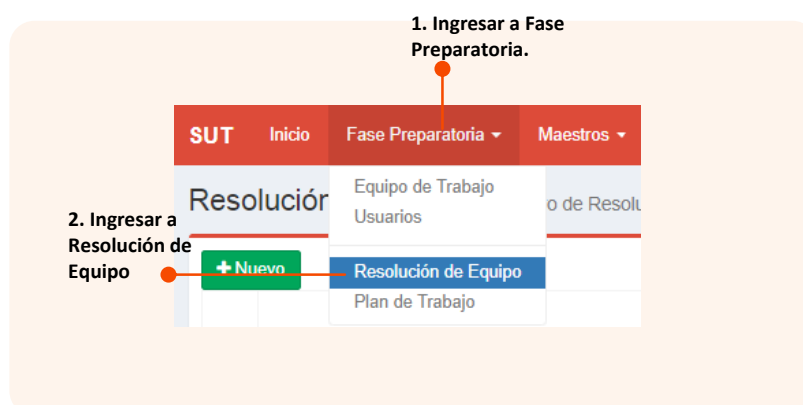 1. Ingresar a Fase
Preparatoria.
SUT Inicio Fase Preparatoria Maestros
Resolución
Equipo de Trabajo
Usuarios
o de Resolu
2. Ingresar a
Resolución de
Equipo
+ Nuevo
Resolución de Equipo
Plan de Trabajo